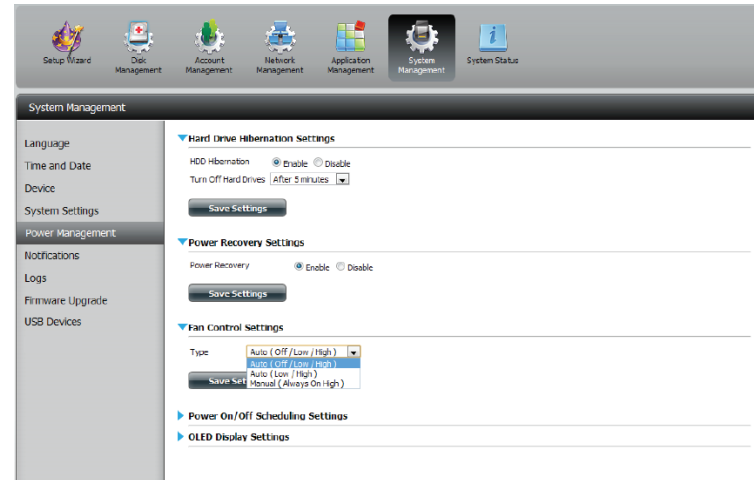 Setup Wizard
Disk Management
Account Management
Network Management
Application Management
System Management
System Status
System Management
Language
Time and Date
Device
System Settings
Power Management
Notifications
Logs
Firmware Upgrade
USB Devices
Hard Drive Hibernation Settings
HDD Hibernation Enable Disable
Turn Off Hard Drives After 5 minutes
Save Settings
Power Recovery Settings
Power Recovery Enable Disable
Save Settings
Fan Control Settings
Type Auto ( Off / Low / High )
Auto ( Off / Low / High )
Auto ( Low / High )
Manual ( Always On High )
Save Set
Power On/Off Scheduling Settings
OLED Display Settings